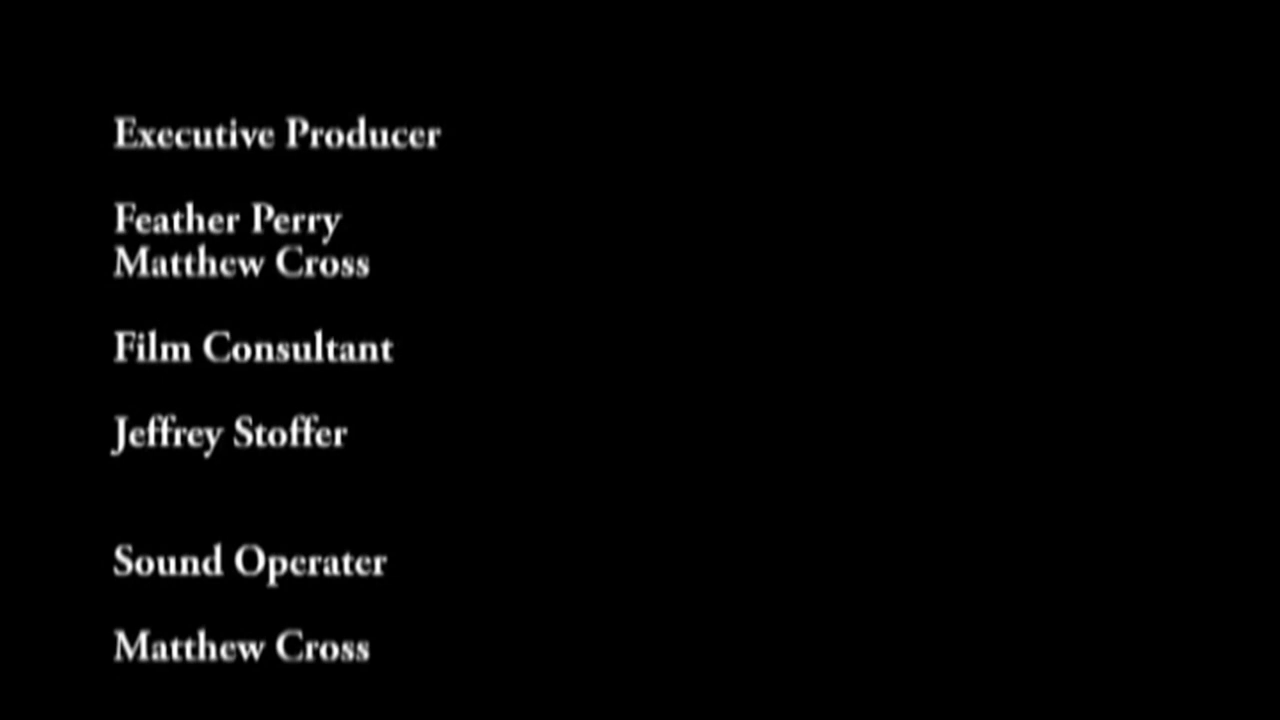 Executive Producer
Feather Perry
Matthew Cross
Film Consultant
Jeffrey Stoffer
Sound Operater
Matthew Cross